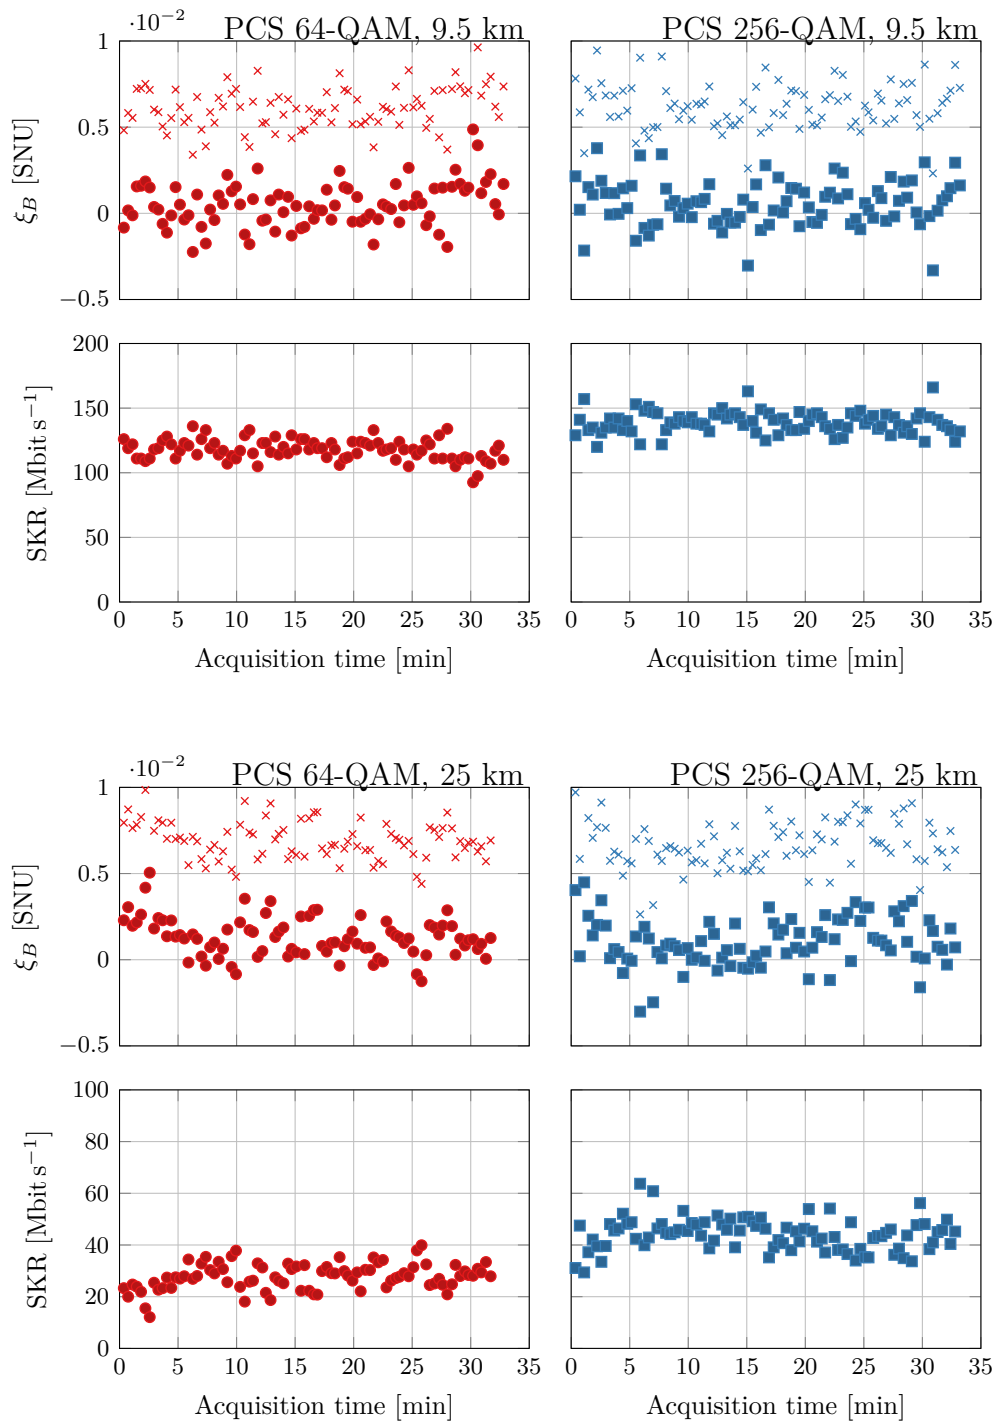 ·10⁻²
PCS 64-QAM, 9.5 km
PCS 256-QAM, 9.5 km
1
0.5
0
−0.5
ξ_B [SNU]
200
150
100
50
0
SKR [Mbit s⁻¹]
0 5 10 15 20 25 30 35
0 5 10 15 20 25 30 35
Acquisition time [min]
Acquisition time [min]
·10⁻²
PCS 64-QAM, 25 km
PCS 256-QAM, 25 km
1
0.5
0
−0.5
ξ_B [SNU]
100
80
60
40
20
0
SKR [Mbit s⁻¹]
0 5 10 15 20 25 30 35
0 5 10 15 20 25 30 35
Acquisition time [min]
Acquisition time [min]